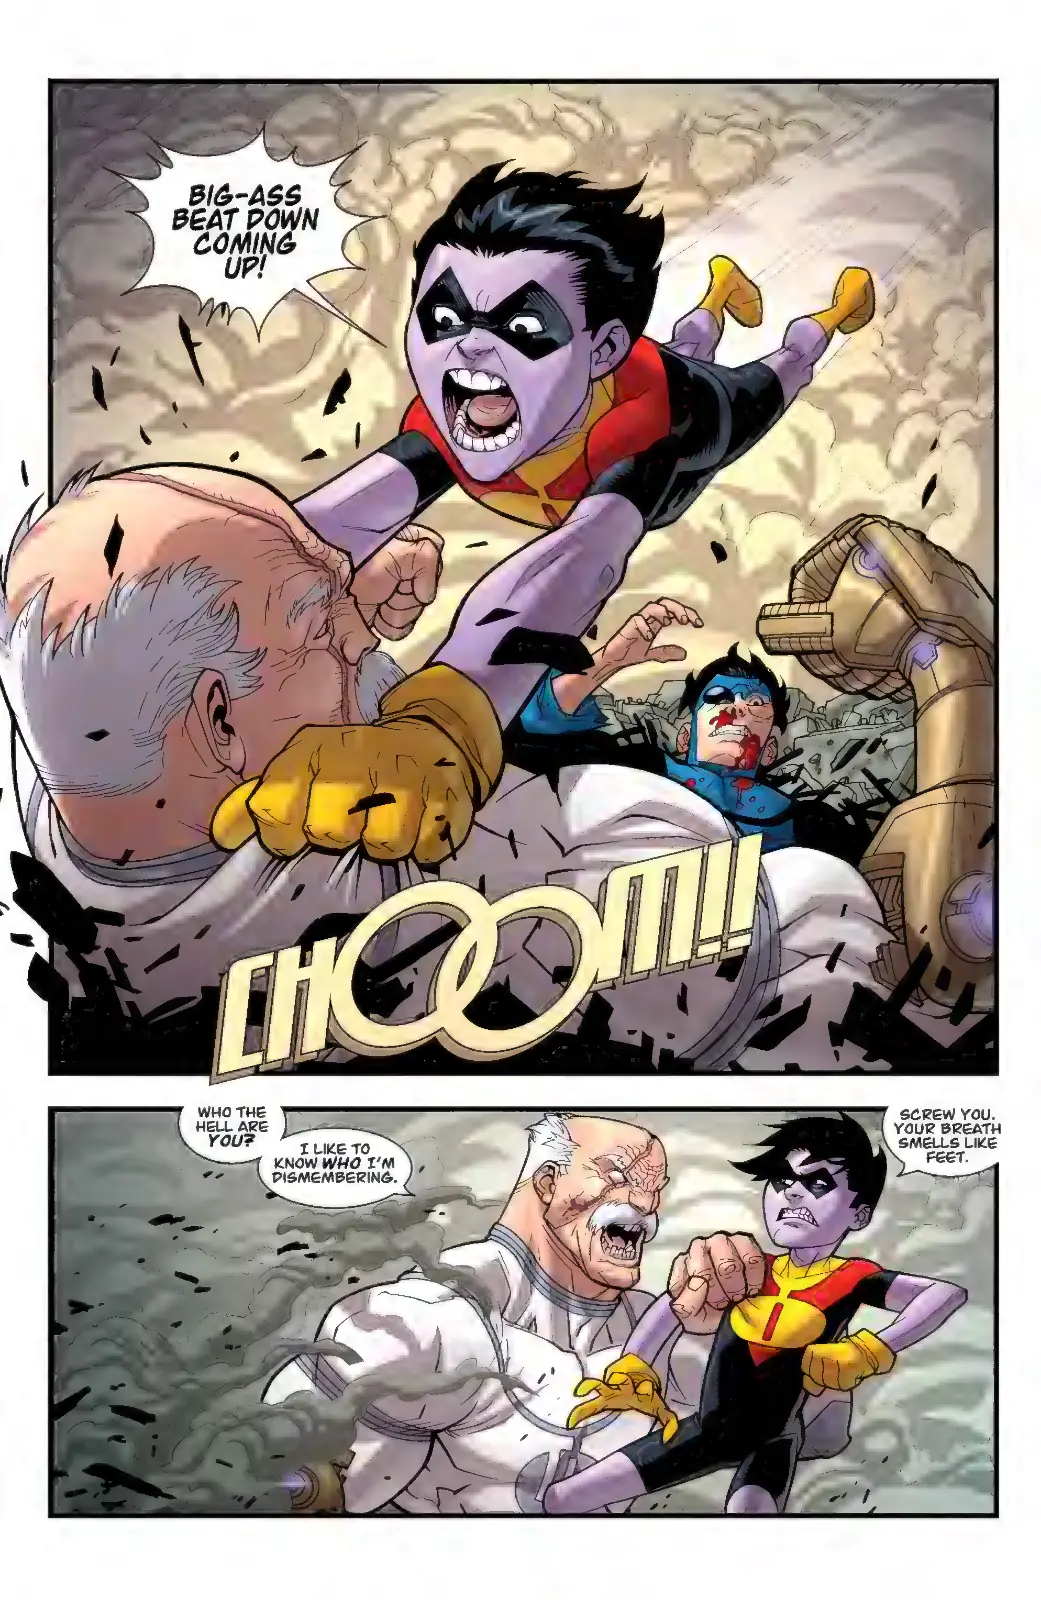 BIG-ASS
BEAT DOWN
COMING
UP!
CHOOM!!
WHO THE
HELL ARE
YOU?
I LIKE TO
KNOW WHO I'M
DISMEMBERING.
SCREW YOU.
YOUR BREATH
SMELLS LIKE
FEET.